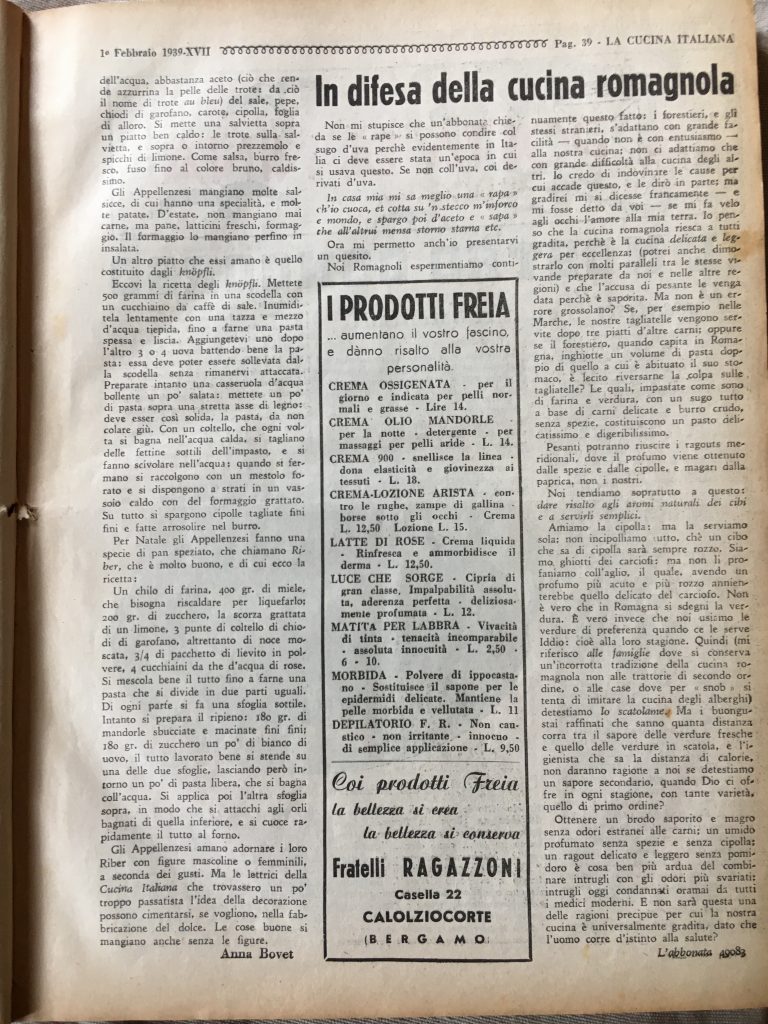 1º Febbraio 1939-XVII
Pag. 39 - LA CUCINA ITALIANA
dell'acqua, abbastanza aceto (ciò che ren-
de azzurrina la pelle delle trote: da ciò
il nome di trote au bleu) del sale, pepe,
chiodi di garofano, carote, cipolla, foglia
di alloro. Si mette una salvietta sopra
un piatto ben caldo: le trote sulla sal-
vietta, e sopra o intorno prezzemolo e
spicchi di limone. Come salsa, burro fre-
sco, fuso fino al colore bruno, caldis-
simo.
Gli Appellenzesi mangiano molte sal-
sicce, di cui hanno una specialità, e mol-
te patate. D'estate, non mangiano mai
carne, ma pane, latticini freschi, formag-
gio. Il formaggio lo mangiano perfino in
insalata.
Un altro piatto che essi amano è quello
costituito dagli knöpfli.
Eccovi la ricetta degli knöpfli. Mettete
500 grammi di farina in una scodella con
un cucchiaino da caffè di sale. Inumidi-
tela lentamente con una tazza e mezzo
d'acqua tiepida, fino a farne una pasta
spessa e liscia. Aggiungetevi uno dopo
l'altro 3 o 4 uova battendo bene la pa-
sta: essa deve poter essere sollevata dal-
la scodella senza rimanervi attaccata.
Preparate intanto una casseruola d'acqua
bollente un po' salata: mettete un po'
di pasta sopra una stretta asse di legno:
deve esser così solida, la pasta, da non
colare giù. Con un coltello, che ogni vol-
ta si bagna nell'acqua calda, si tagliano
delle fettine sottili dell'impasto, e si
fanno scivolare nell'acqua: quando si fer-
mano si raccolgono con un mestolo fo-
rato e si dispongono a strati in un vas-
soio caldo con del formaggio grattato.
Su tutto si spargono cipolle tagliate fini
fini e fatte arrosolire nel burro.
Per Natale gli Appellenzesi fanno una
specie di pan speziato, che chiamano Ri-
ber, che è molto buono, e di cui ecco la
ricetta:
Un chilo di farina, 400 gr. di miele,
che bisogna riscaldare per liquefarlo;
200 gr. di zucchero, la scorza grattata
di un limone, 3 punte di coltello di chio-
di di garofano, altrettanto di noce mo-
scata, 3/4 di pacchetto di lievito in pol-
vere, 4 cucchiaini da the d'acqua di rose.
Si mescola bene il tutto fino a farne una
pasta che si divide in due parti uguali.
Di ogni parte si fa una sfoglia sottile.
Intanto si prepara il ripieno: 180 gr. di
mandorle sbucciate e macinate fini fini;
180 gr. di zucchero un po' di bianco di
uovo, il tutto lavorato bene si stende su
una delle due sfoglie, lasciando però in-
torno un po' di pasta libera, che si bagna
coll'acqua. Si applica poi l'altra sfoglia
sopra, in modo che si attacchi agli orli
bagnati di quella inferiore, e si cuoce ra-
pidamente il tutto al forno.
Gli Appellenzesi amano adornare i loro
Riber con figure mascoline o femminili,
a seconda dei gusti. Ma le lettrici della
Cucina Italiana che trovassero un po'
troppo passatista l'idea della decorazione
possono cimentarsi, se vogliono, nella fab-
bricazione del dolce. Le cose buone si
mangiano anche senza le figure.
Anna Bovet
In difesa della cucina romagnola
Non mi stupisce che un'abbonata chie-
da se le « rape » si possono condire col
sugo d'uva perchè evidentemente in Ita-
lia ci deve essere stata un'epoca in cui
si usava questo. Se non coll'uva, coi de-
rivati d'uva.
In casa mia mi sa meglio una « rapa »
ch'io cuoca, et cotta su 'n stecco m'inforco
e mondo, e spargo poi d'aceto e « sapa »
che all'altrui mensa storno starna etc.
Ora mi permetto anch'io presentarvi
un quesito.
Noi Romagnoli esperimentiamo conti-
nuamente questo fatto: i forestieri, e gli
stessi stranieri, s'adattano con grande fa-
cilità — quando non è con entusiasmo —
alla nostra cucina; non ci adattiamo che
con grande difficoltà alla cucina degli al-
tri. Io credo di indovinare le cause per
cui accade questo, e le dirò in parte; ma
gradirei mi si dicesse francamente — e
mi fosse detto da voi — se mi fa velo
agli occhi l'amore alla mia terra. Io pen-
so che la cucina romagnola riesca a tutti
gradita, perchè è la cucina delicata e leg-
gera per eccellenza; (potrei anche dimo-
strarlo con molti paralleli tra le stesse vi-
vande preparate da noi e nelle altre re-
gioni) e che l'accusa di pesante le venga
data perchè è saporita. Ma non è un er-
rore grossolano? Se, per esempio nelle
Marche, le nostre tagliatelle vengono ser-
vite dopo tre piatti d'altre carni; oppure
se il forestiero, quando capita in Roma-
gna, inghiotte un volume di pasta dop-
pio di quello a cui è abituato il suo sto-
maco, è lecito riversarne la colpa sulle
tagliatelle? Le quali, impastate come sono
di farina e verdura, con un sugo tutto
a base di carni delicate e burro crudo,
senza spezie, costituiscono un pasto deli-
catissimo e digeribilissimo.
Pesanti potranno riuscire i ragouts me-
ridionali, dove il profumo viene ottenuto
dalle spezie e dalle cipolle, e magari dalla
paprica, non i nostri.
Noi tendiamo sopratutto a questo:
dare risalto agli aromi naturali dei cibi
e a servirli semplici.
Amiamo la cipolla: ma la serviamo
sola: non incipolliamo tutto, chè un cibo
che sa di cipolla sarà sempre rozzo. Sia-
mo ghiotti dei carciofi: ma non li pro-
faniamo coll'aglio, il quale, avendo un
profumo più acuto e più rozzo annien-
terebbe quello delicato del carciofo. Non
è vero che in Romagna si sdegni la ver-
dura. È vero invece che noi usiamo le
verdure di preferenza quando ce le serve
Iddio: cioè alla loro stagione. Quindi (mi
riferisco alle famiglie dove si conserva
un'incorrotta tradizione della cucina ro-
magnola non alle trattorie di secondo or-
dine, o alle case dove per « snob » si
tenta di imitare la cucina degli alberghi)
detestiamo lo scatolame. Ma i buongu-
stai raffinati che sanno quanta distanza
corra tra il sapore delle verdure fresche
e quello delle verdure in scatola, e l'i-
gienista che sa la distanza di calorie,
non daranno ragione a noi se detestiamo
un sapore secondario, quando Dio ci of-
fre in ogni stagione, con tante varietà,
quello di primo ordine?
Ottenere un brodo saporito e magro
senza odori estranei alle carni; un umido
profumato senza spezie e senza cipolla;
un ragout delicato e leggero senza pomi-
doro è cosa ben più ardua del combi-
nare intrugli con gli odori più svariati:
intrugli oggi condannati oramai da tutti
i medici moderni. E non sarà questa una
delle ragioni precipue per cui la nostra
cucina è universalmente gradita, dato che
l'uomo corre d'istinto alla salute?
L'abbonata 49083
I PRODOTTI FREIA
... aumentano il vostro fascino,
e dànno risalto alla vostra
personalità.
CREMA OSSIGENATA - per il
giorno e indicata per pelli nor-
mali e grasse - Lire 14.
CREMA OLIO MANDORLE -
per la notte - detergente - per
massaggi per pelli aride - L. 14.
CREMA 900 - snellisce la linea -
dona elasticità e giovinezza ai
tessuti - L. 18.
CREMA-LOZIONE ARISTA - con-
tro le rughe, zampe di gallina -
borse sotto gli occhi - Crema
L. 12,50 Lozione L. 15.
LATTE DI ROSE - Crema liquida
- Rinfresca e ammorbidisce il
derma - L. 12,50.
LUCE CHE SORGE - Cipria di
gran classe, Impalpabilità assolu-
ta, aderenza perfetta - deliziosa-
mente profumata - L. 12.
MATITA PER LABBRA - Vivacità
di tinta - tenacità incomparabile
- assoluta innocuità - L. 2,50 -
6 - 10.
MORBIDA - Polvere di ippocasta-
no - Sostituisce il sapone per le
epidermidi delicate. Mantiene la
pelle morbida e vellutata - L. 11
DEPILATORIO F. R. - Non cau-
stico - non irritante - innocuo -
di semplice applicazione - L. 9,50
Coi prodotti Freia
la bellezza si crea
la bellezza si conserva
Fratelli RAGAZZONI
Casella 22
CALOLZIOCORTE
(BERGAMO)